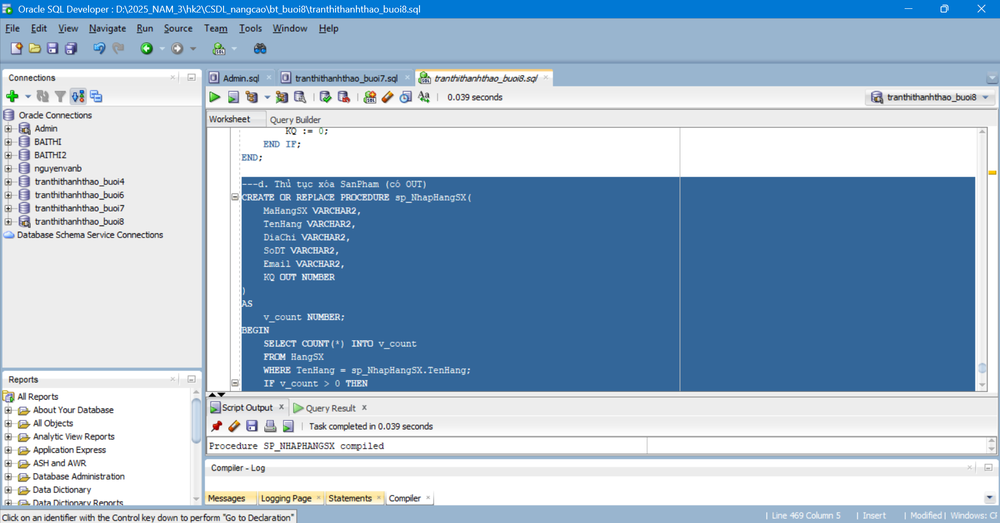 Oracle SQL Developer : D:\2025_NAM_3\hk2\CSDL_nangcao\bt_buoi8\tranthithanhthao_buoi8.sql
File Edit View Navigate Run Source Team Tools Window Help
Connections
Oracle Connections
Admin
BAITHI
BAITHI2
nguyenvanb
tranthithanhthao_buoi4
tranthithanhthao_buoi6
tranthithanhthao_buoi7
tranthithanhthao_buoi8
Database Schema Service Connections
Reports
All Reports
About Your Database
All Objects
Analytic View Reports
Application Express
ASH and AWR
Database Administration
Data Dictionary
Data Dictionary Reports
Admin.sql tranthithanhthao_buoi7.sql tranthithanhthao_buoi8.sql
0.039 seconds tranthithanhthao_buoi8
Worksheet Query Builder
KQ := 0;
END IF;
END;
---d. Thủ tục xóa SanPham (có OUT)
CREATE OR REPLACE PROCEDURE sp_NhapHangSX(
MaHangSX VARCHAR2,
TenHang VARCHAR2,
DiaChi VARCHAR2,
SoDT VARCHAR2,
Email VARCHAR2,
KQ OUT NUMBER
)
AS
v_count NUMBER;
BEGIN
SELECT COUNT(*) INTO v_count
FROM HangSX
WHERE TenHang = sp_NhapHangSX.TenHang;
IF v_count > 0 THEN
Script Output Query Result
Task completed in 0.039 seconds
Procedure SP_NHAPHANGSX compiled
Compiler - Log
Messages Logging Page Statements Compiler
Click on an identifier with the Control key down to perform "Go to Declaration"
| Line 469 Column 5 | Insert | Modified | Windows: CF